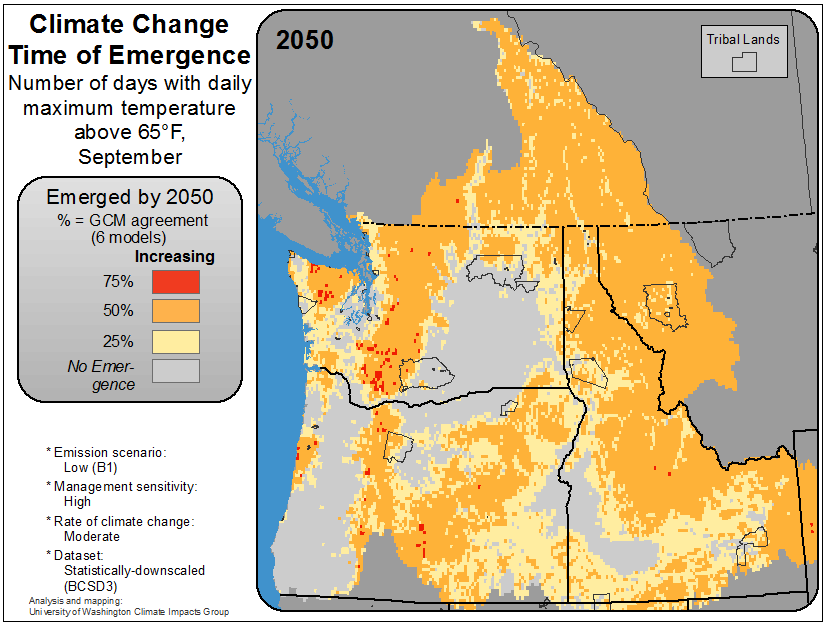 Climate Change
Time of Emergence
Number of days with daily
maximum temperature
above 65°F,
September
Emerged by 2050
% = GCM agreement
(6 models)
Increasing
75%
50%
25%
No Emer-
gence
* Emission scenario:
Low (B1)
* Management sensitivity:
High
* Rate of climate change:
Moderate
* Dataset:
Statistically-downscaled
(BCSD3)
Analysis and mapping:
University of Washington Climate Impacts Group
2050
Tribal Lands